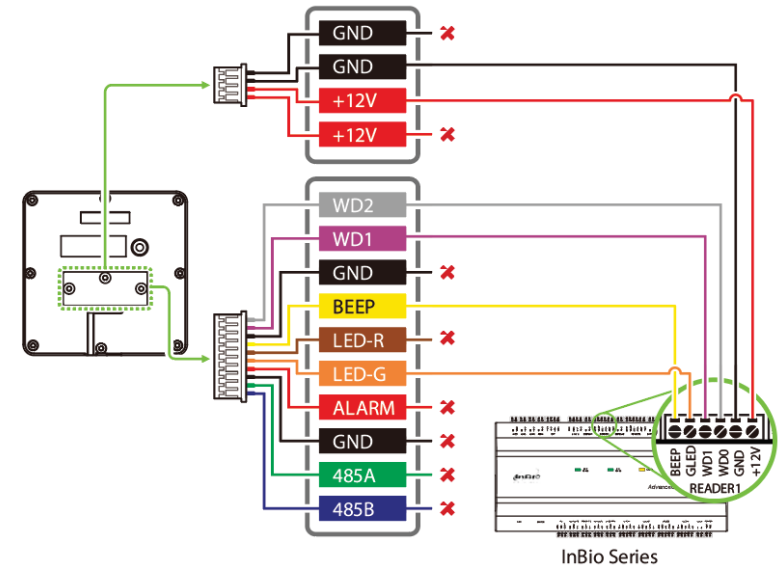 GND
GND
+12V
+12V
WD2
WD1
GND
BEEP
LED-R
LED-G
ALARM
GND
485A
485B
BEEP
GLED
WD1
WD0
GND
+12V
READER1
Advanced
InBio Series